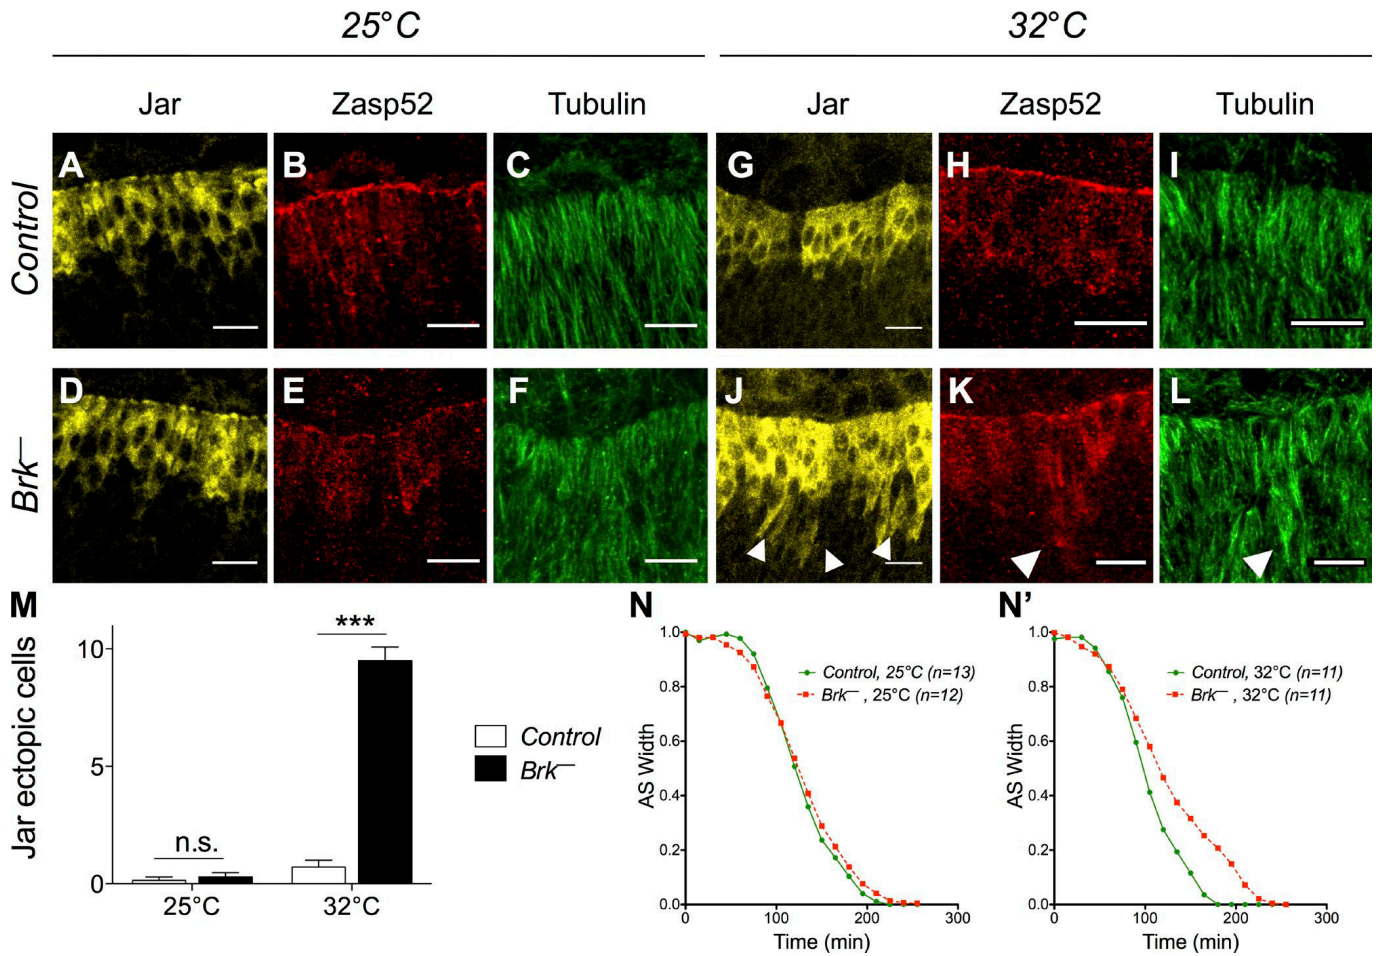 25°C 32°C
Jar Zasp52 Tubulin Jar Zasp52 Tubulin
Control A B C G H I
Brk— D E F J K L
M N N’
Jar ectopic cells
10
5
0
***
n.s.
25°C 32°C
Control
Brk—
AS Width
1.0
0.8
0.6
0.4
0.2
0.0
Control, 25°C (n=13)
Brk— , 25°C (n=12)
0 100 200 300
Time (min)
AS Width
1.0
0.8
0.6
0.4
0.2
0.0
Control, 32°C (n=11)
Brk— , 32°C (n=11)
0 100 200 300
Time (min)